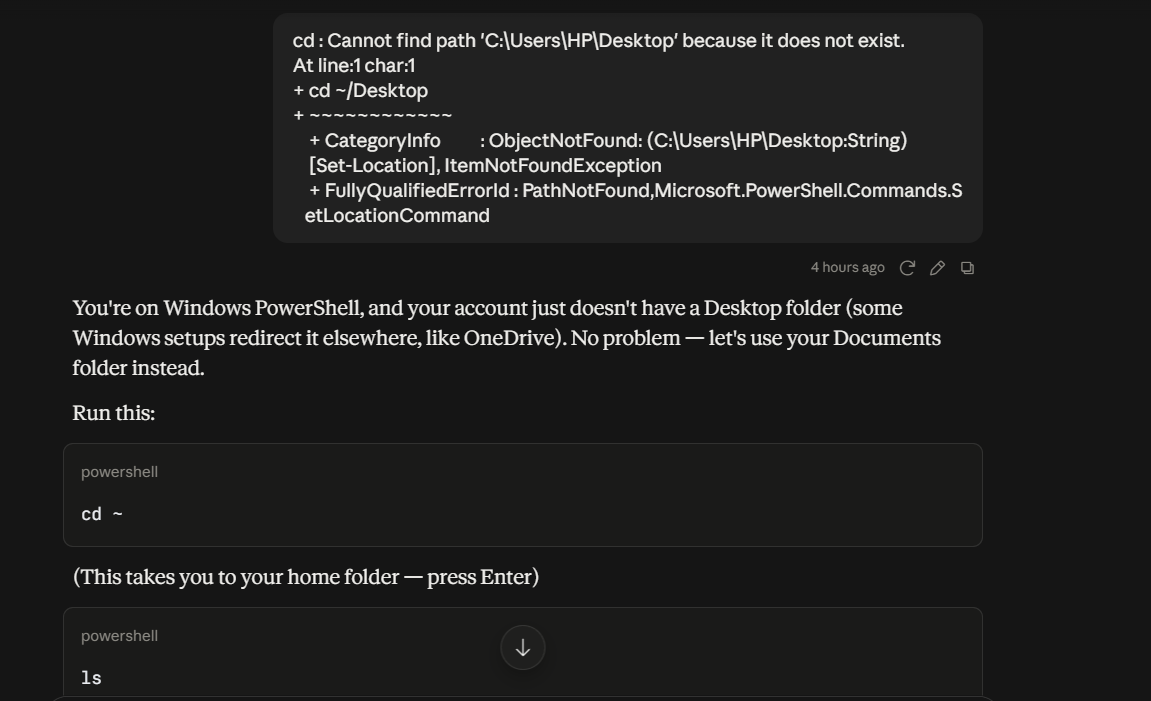 cd : Cannot find path 'C:\Users\HP\Desktop' because it does not exist.
At line:1 char:1
+ cd ~/Desktop
+ ~~~~~~~~~~~~
+ CategoryInfo : ObjectNotFound: (C:\Users\HP\Desktop:String)
[Set-Location], ItemNotFoundException
+ FullyQualifiedErrorId : PathNotFound,Microsoft.PowerShell.Commands.S
etLocationCommand
4 hours ago
You're on Windows PowerShell, and your account just doesn't have a Desktop folder (some
Windows setups redirect it elsewhere, like OneDrive). No problem — let's use your Documents
folder instead.
Run this:
powershell
cd ~
(This takes you to your home folder — press Enter)
powershell
ls